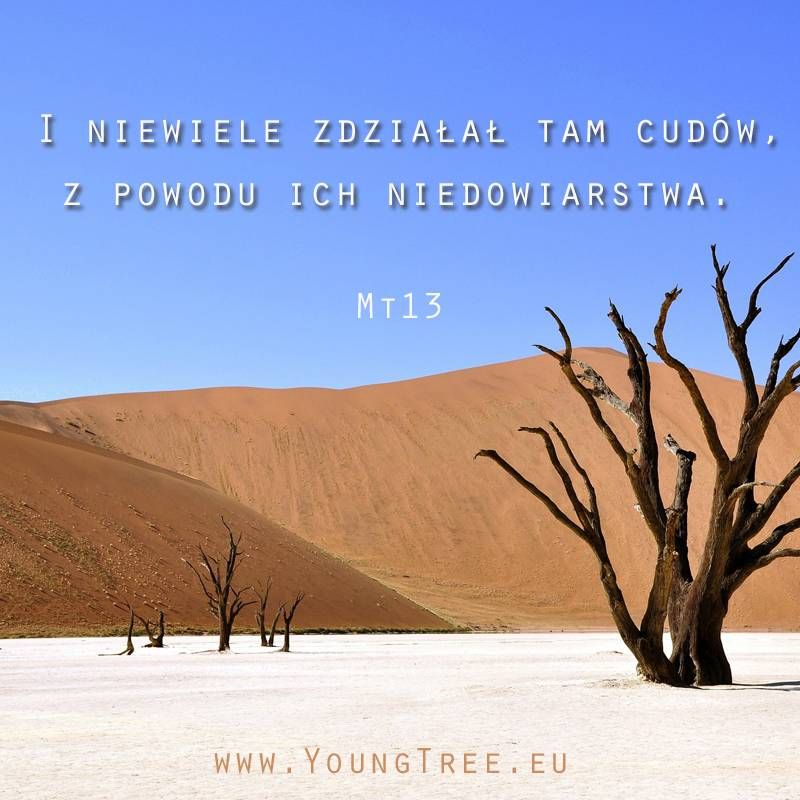 I niewiele zdziałał tam cudów,
z powodu ich niedowiarstwa.
Mt13
www.YoungTree.eu